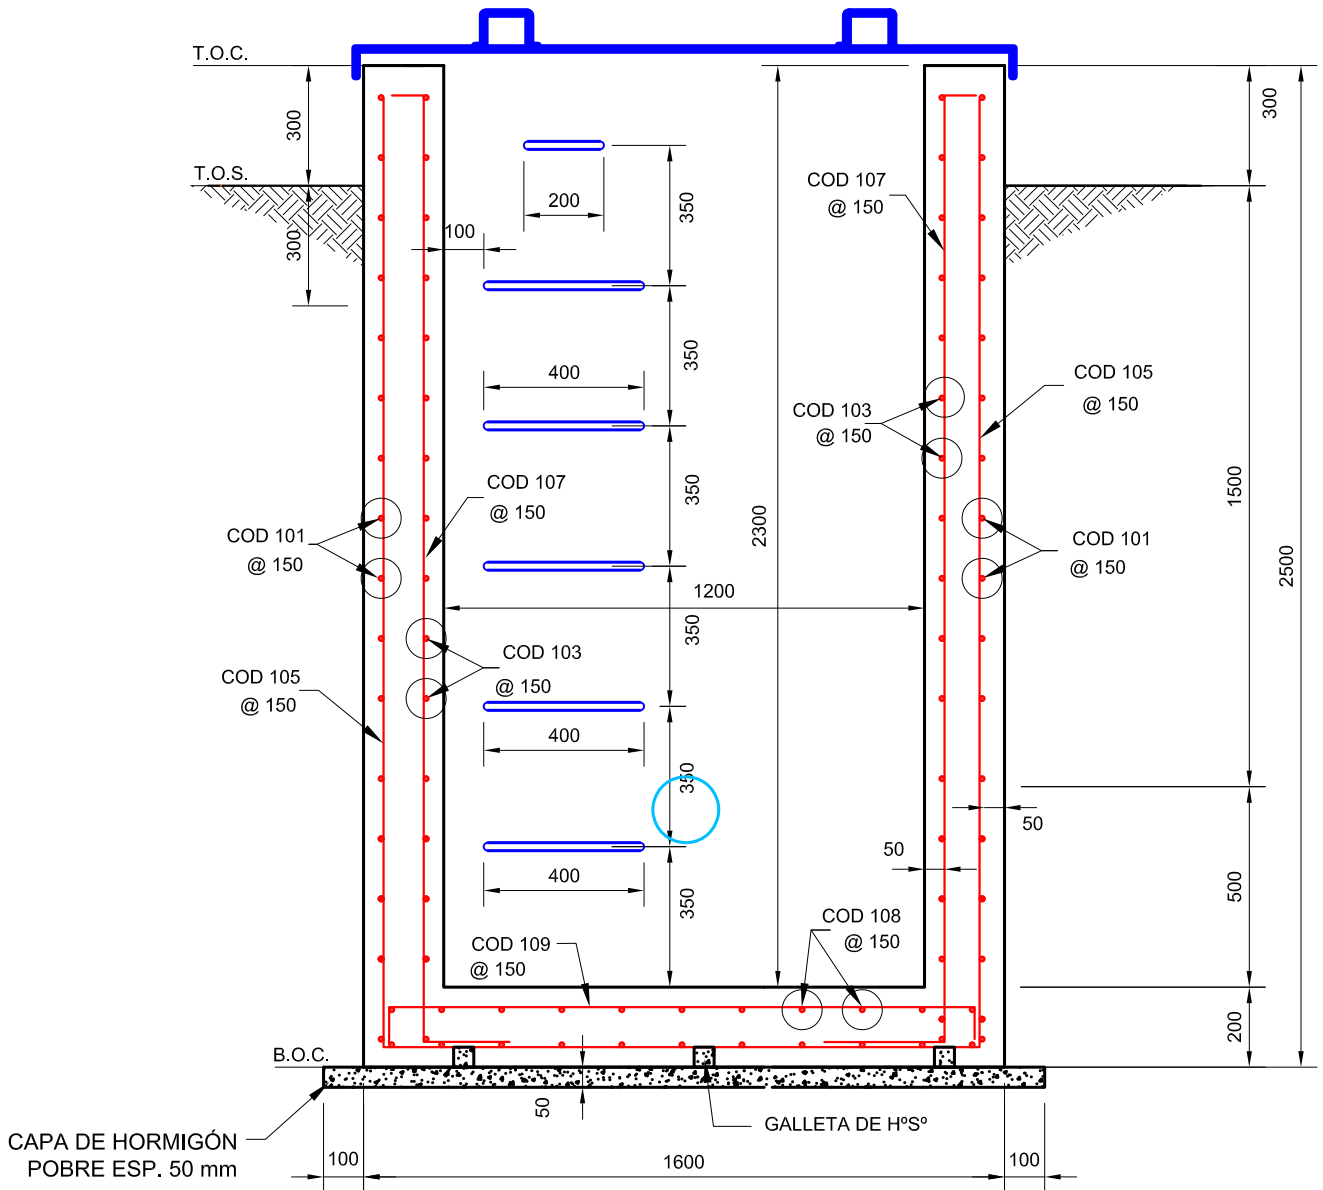 T.O.C.
300
300
T.O.S.
300
200
100
350
COD 107
@ 150
350
400
COD 105
@ 150
COD 103
@ 150
COD 107
@ 150
350
2300
1500
2500
COD 101
@ 150
COD 101
@ 150
1200
350
COD 103
@ 150
COD 105
@ 150
400
350
50
50
400
350
500
COD 108
@ 150
COD 109
@ 150
200
B.O.C.
50
GALLETA DE HºSº
CAPA DE HORMIGÓN
POBRE ESP. 50 mm
100
1600
100